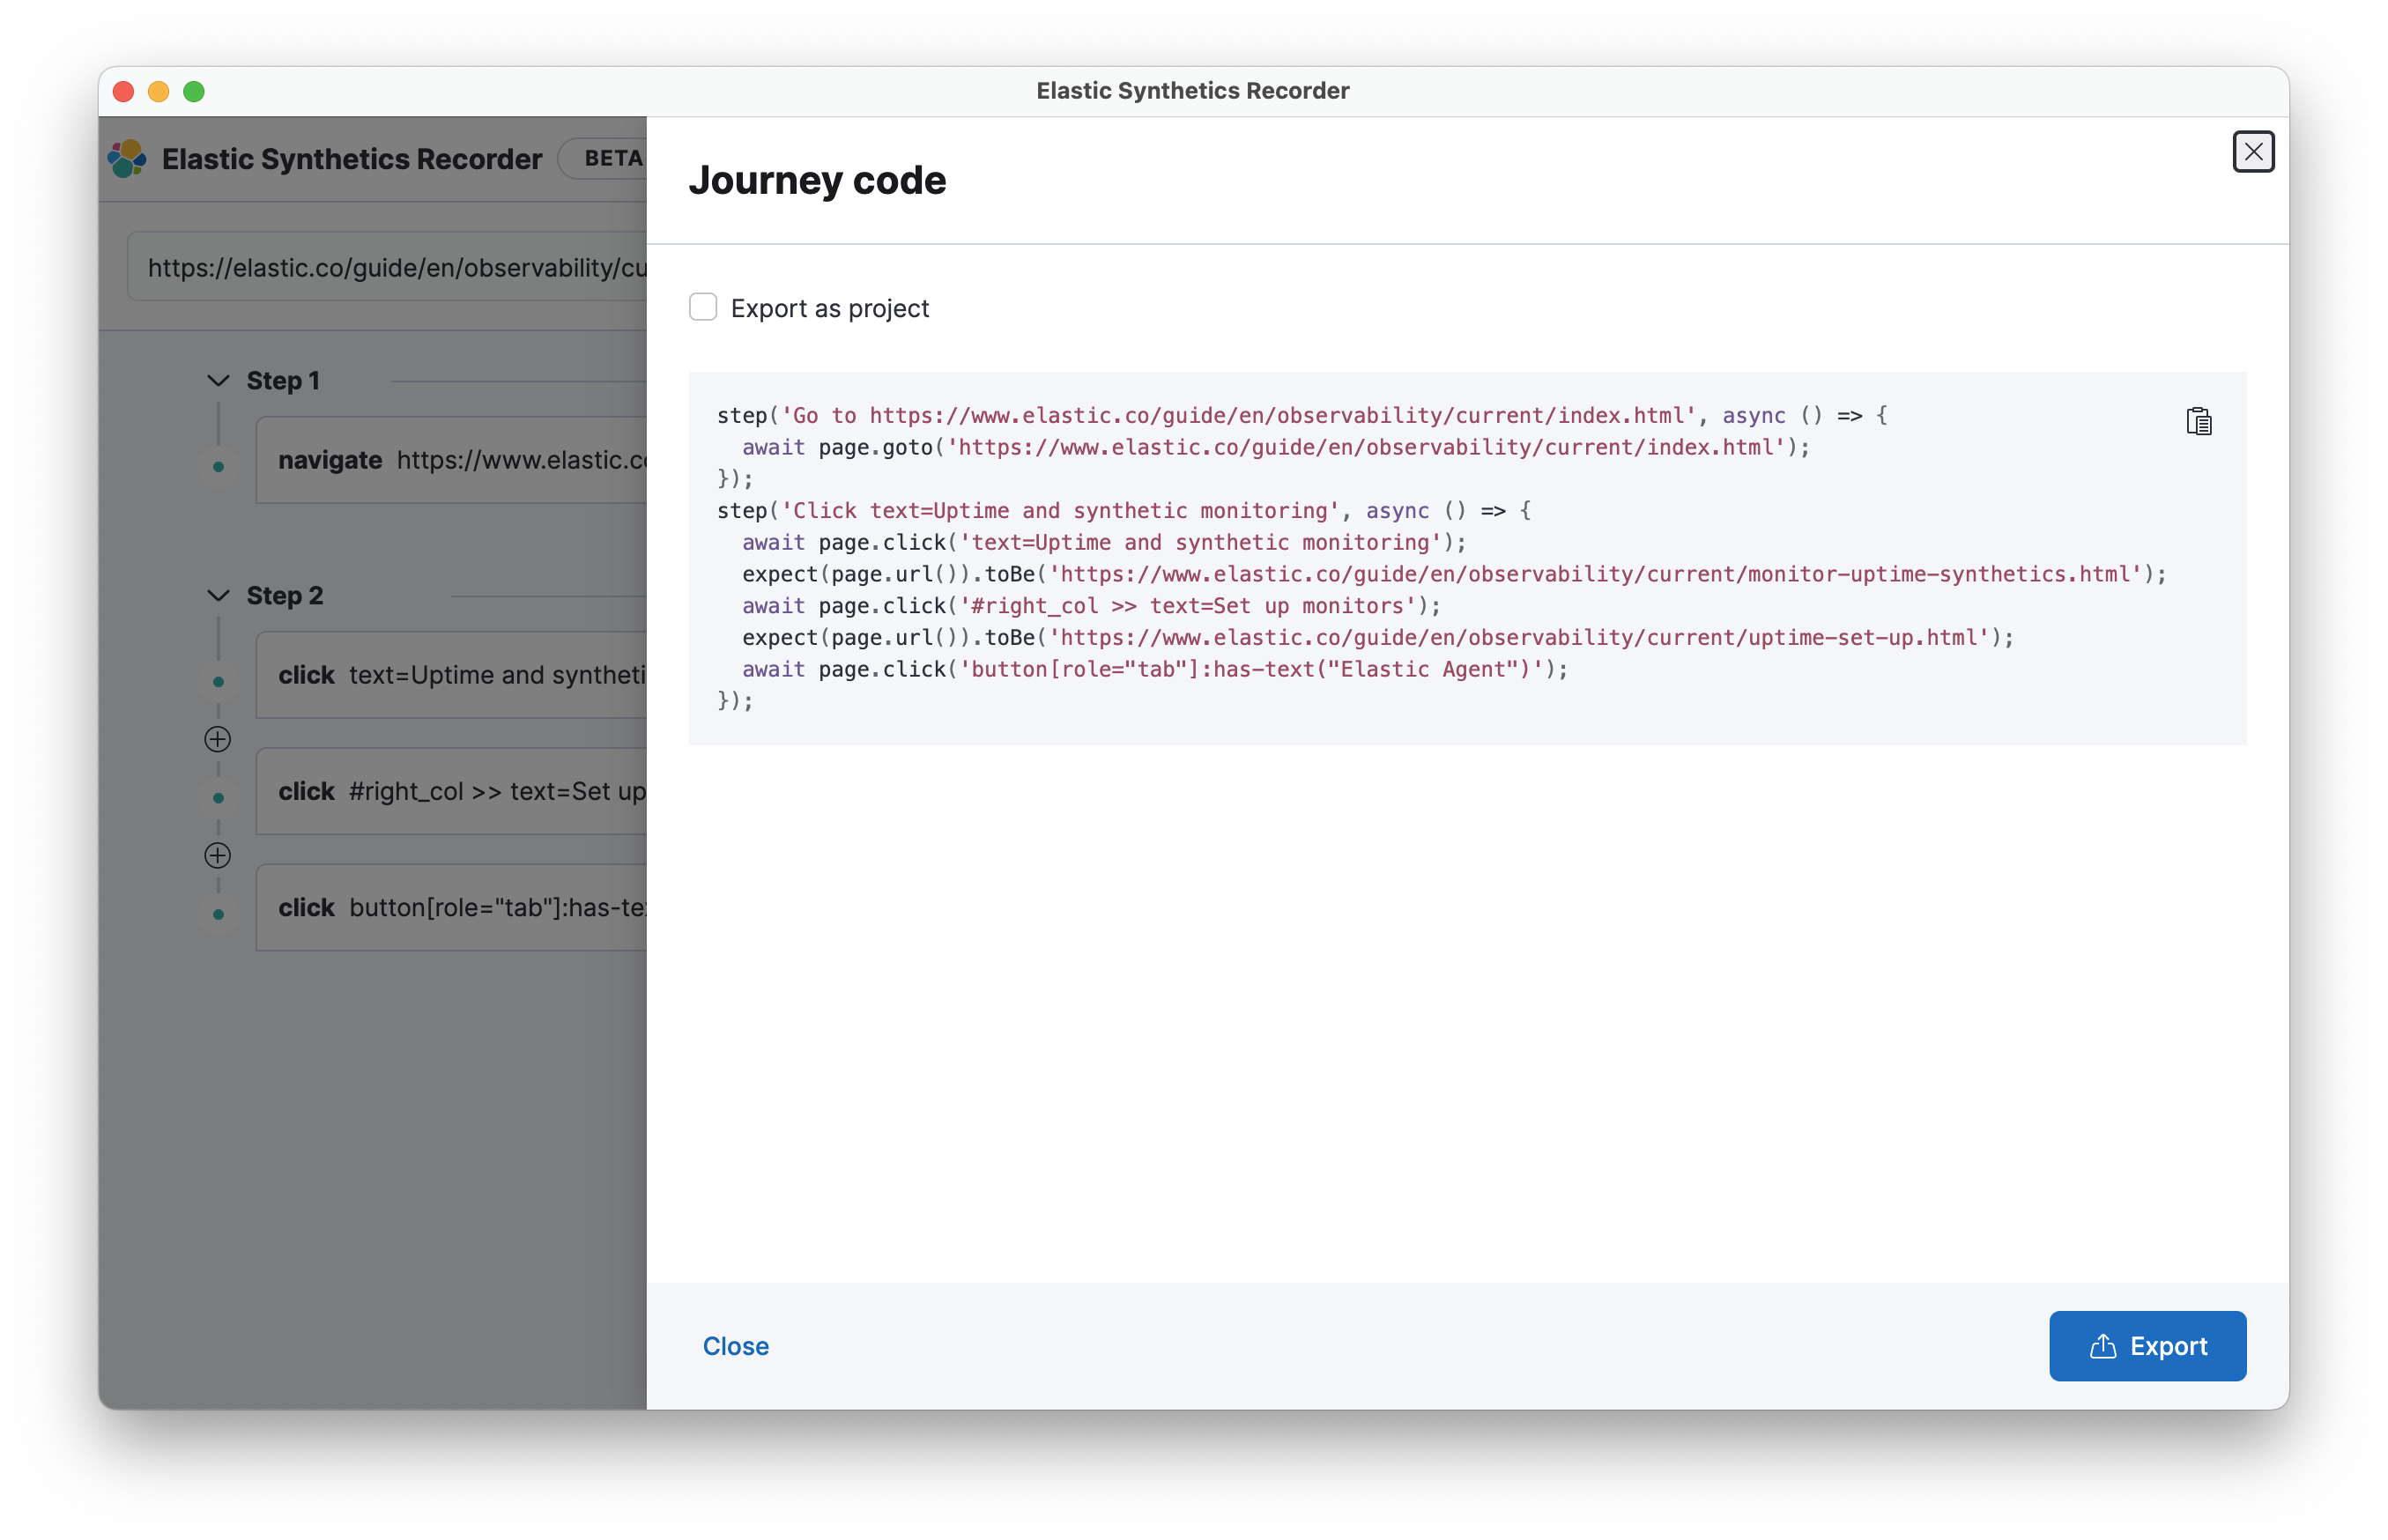 Elastic Synthetics Recorder
Elastic Synthetics Recorder BETA
https://elastic.co/guide/en/observability/cu
Step 1
navigate https://www.elastic.c
Step 2
click text=Uptime and syntheti
click #right_col >> text=Set up
click button[role="tab"]:has-te
Journey code
Export as project
step('Go to https://www.elastic.co/guide/en/observability/current/index.html', async () => {
  await page.goto('https://www.elastic.co/guide/en/observability/current/index.html');
});
step('Click text=Uptime and synthetic monitoring', async () => {
  await page.click('text=Uptime and synthetic monitoring');
  expect(page.url()).toBe('https://www.elastic.co/guide/en/observability/current/monitor-uptime-synthetics.html');
  await page.click('#right_col >> text=Set up monitors');
  expect(page.url()).toBe('https://www.elastic.co/guide/en/observability/current/uptime-set-up.html');
  await page.click('button[role="tab"]:has-text("Elastic Agent")');
});
Close
Export